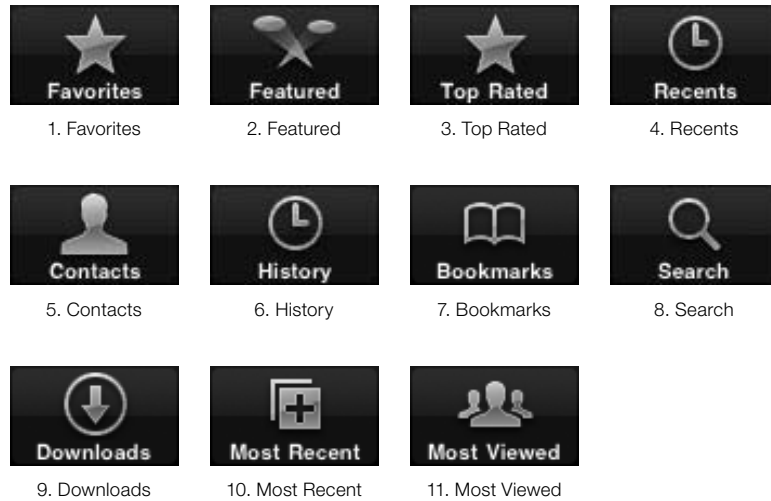 Favorites Featured Top Rated Recents
1. Favorites 2. Featured 3. Top Rated 4. Recents
Contacts History Bookmarks Search
5. Contacts 6. History 7. Bookmarks 8. Search
Downloads Most Recent Most Viewed
9. Downloads 10. Most Recent 11. Most Viewed